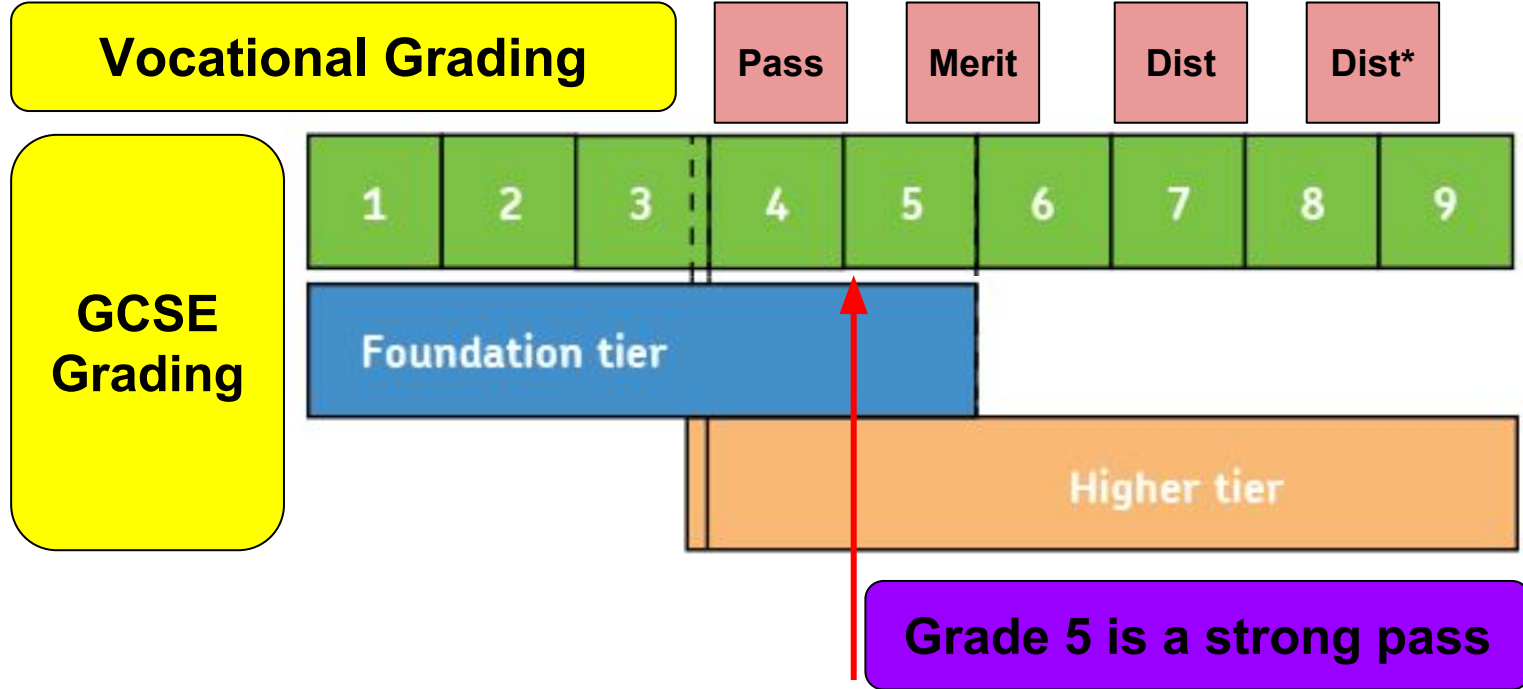 Vocational Grading
Pass Merit Dist Dist*
GCSE
Grading
1 2 3 4 5 6 7 8 9
Foundation tier
Higher tier
Grade 5 is a strong pass